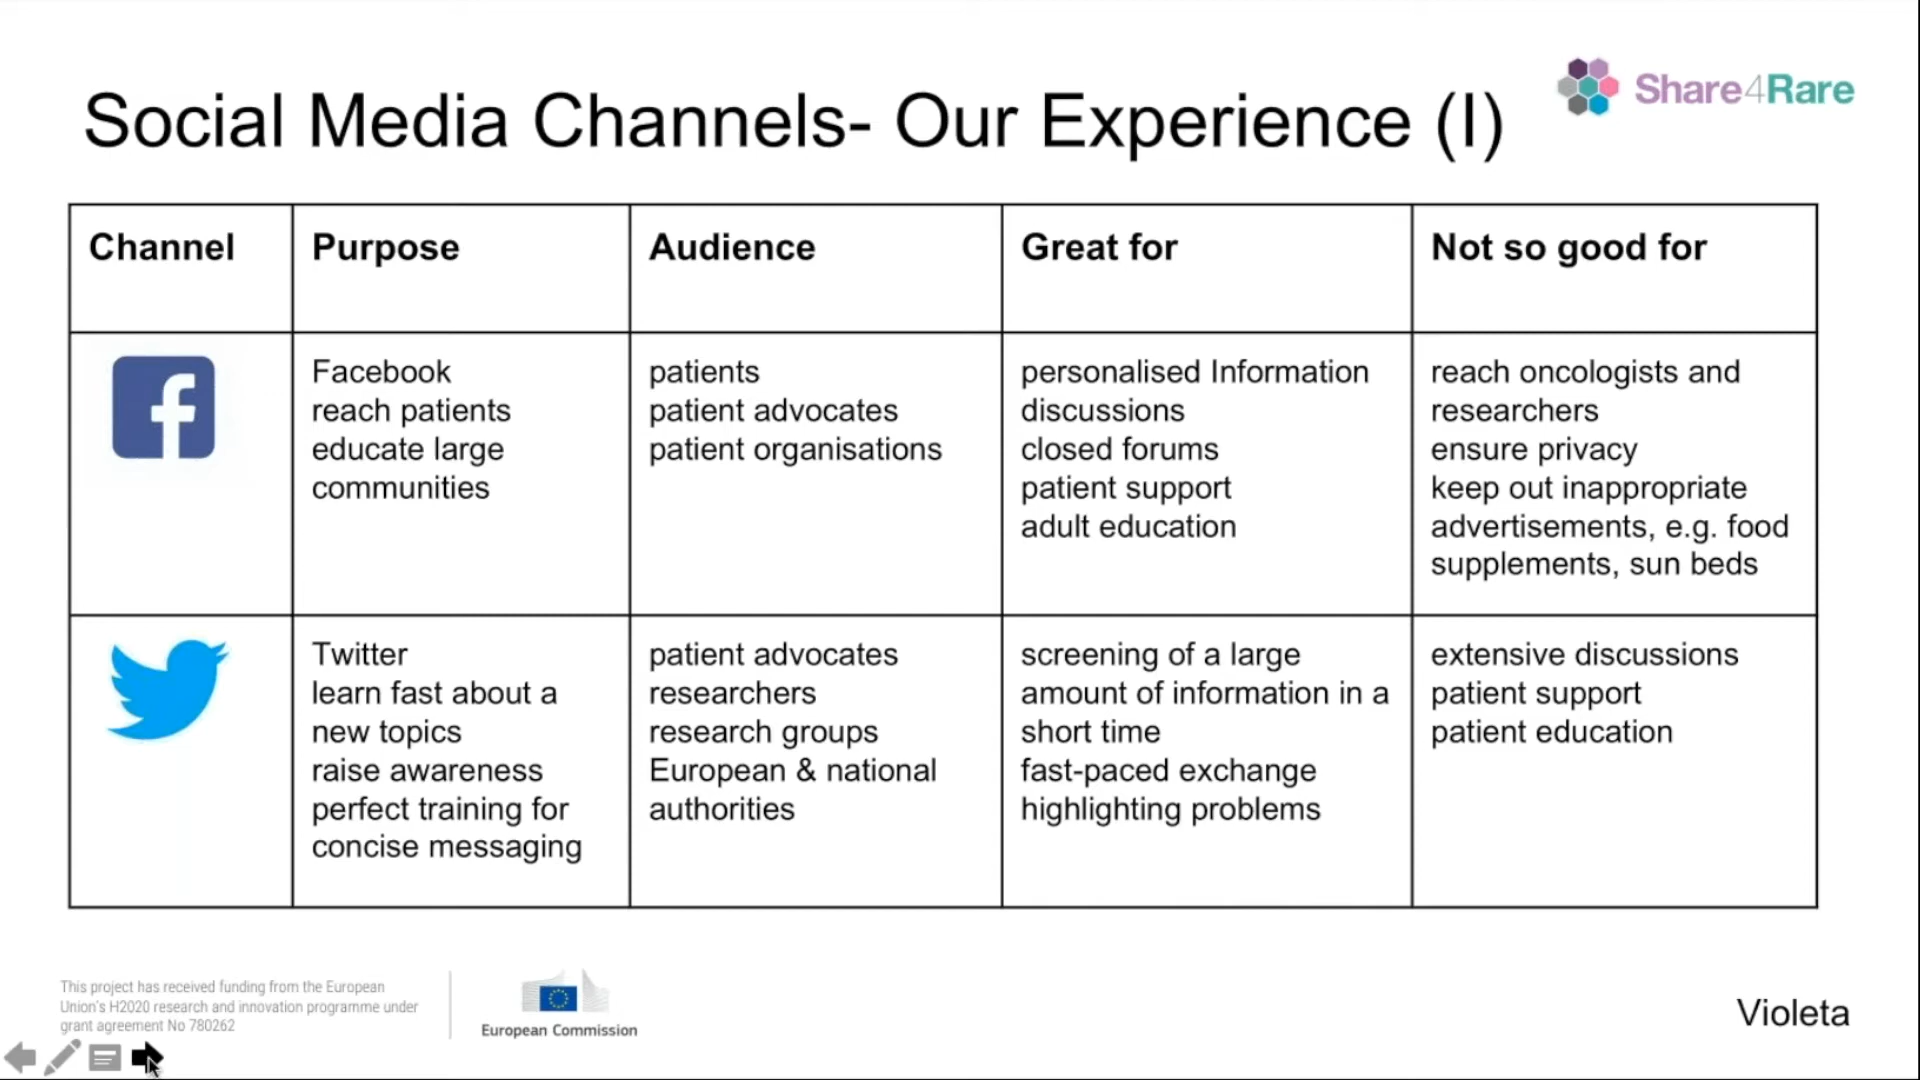 Social Media Channels- Our Experience (I)
Share4Rare
Channel
Purpose
Audience
Great for
Not so good for
Facebook
reach patients
educate large
communities
patients
patient advocates
patient organisations
personalised Information
discussions
closed forums
patient support
adult education
reach oncologists and
researchers
ensure privacy
keep out inappropriate
advertisements, e.g. food
supplements, sun beds
Twitter
learn fast about a
new topics
raise awareness
perfect training for
concise messaging
patient advocates
researchers
research groups
European & national
authorities
screening of a large
amount of information in a
short time
fast-paced exchange
highlighting problems
extensive discussions
patient support
patient education
This project has received funding from the European
Union's H2020 research and innovation programme under
grant agreement No 780262
European Commission
Violeta